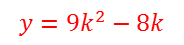 y = 9k² − 8k